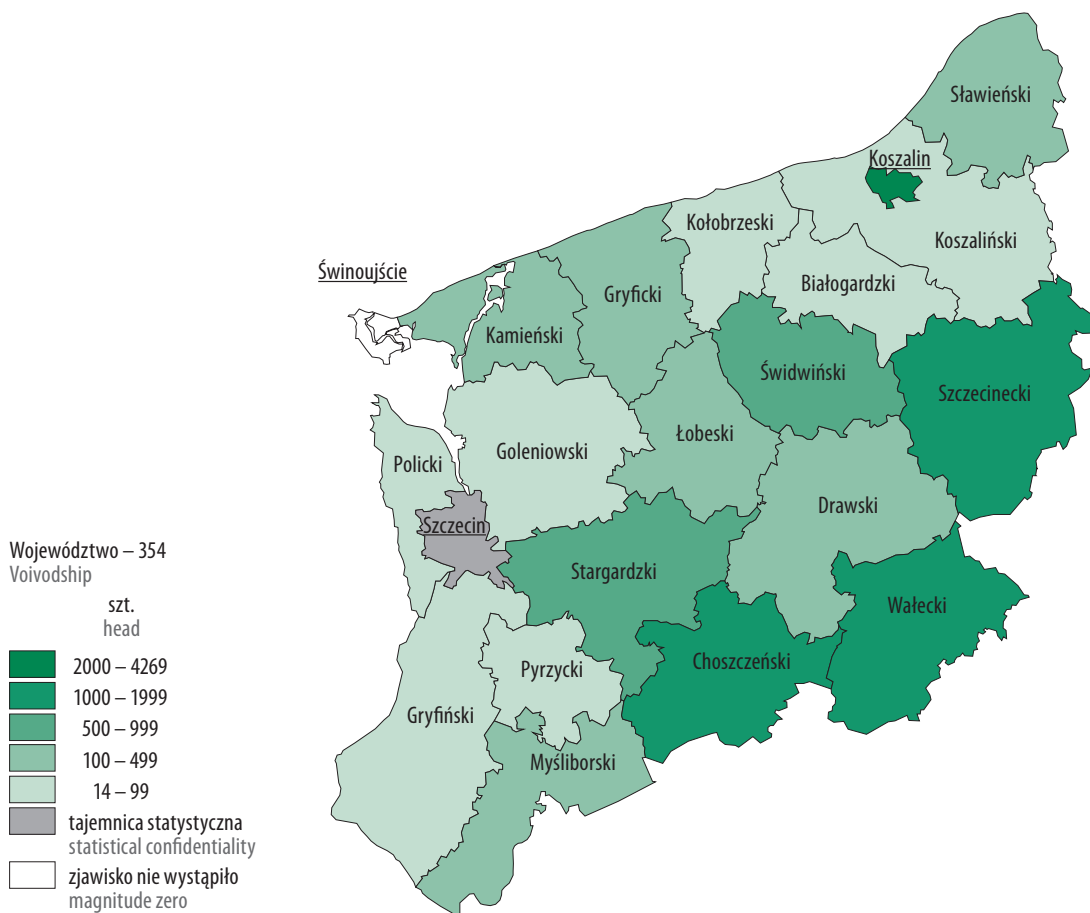 Sławieński
Koszalin
Kołobrzeski
Koszaliński
Świnoujście
Białogardzki
Gryficki
Kamieński
Świdwiński
Szczecinecki
Łobeski
Goleniowski
Policki
Drawski
Szczecin
Stargardzki
Wałecki
Choszczeński
Pyrzycki
Gryfiński
Myśliborski
Województwo – 354
Voivodship
szt.
head
2000 – 4269
1000 – 1999
500 – 999
100 – 499
14 – 99
tajemnica statystyczna
statistical confidentiality
zjawisko nie wystąpiło
magnitude zero